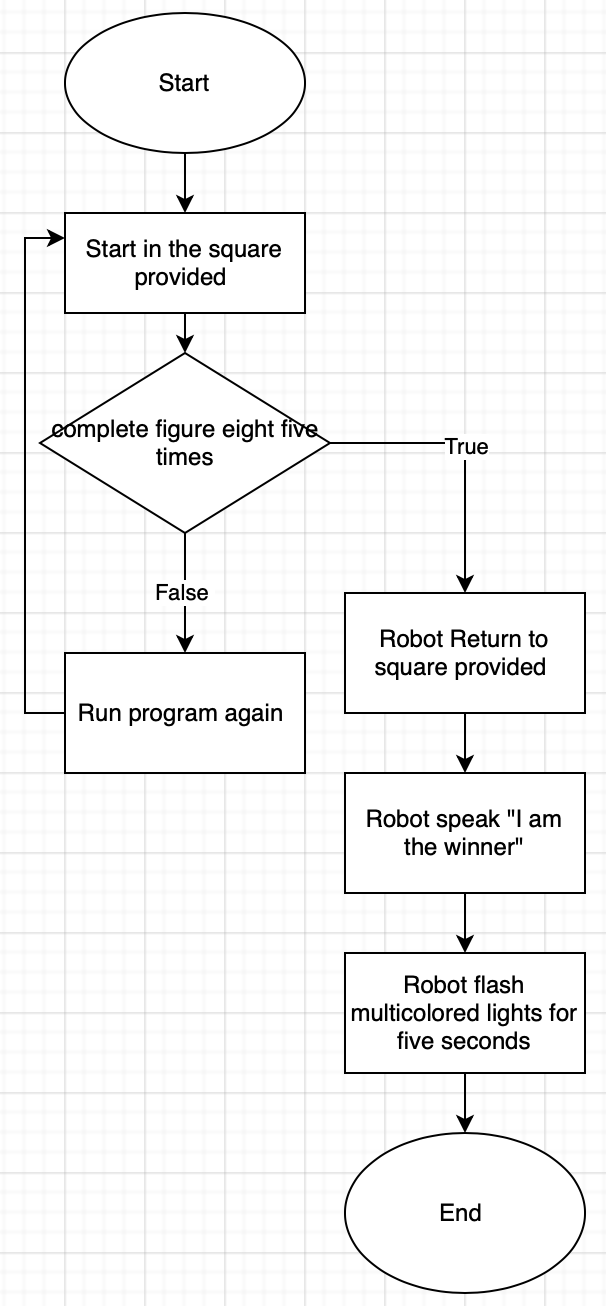 Start
Start in the square
provided
complete figure eight five
times
True
False
Robot Return to
square provided
Run program again
Robot speak "I am
the winner"
Robot flash
multicolored lights for
five seconds
End